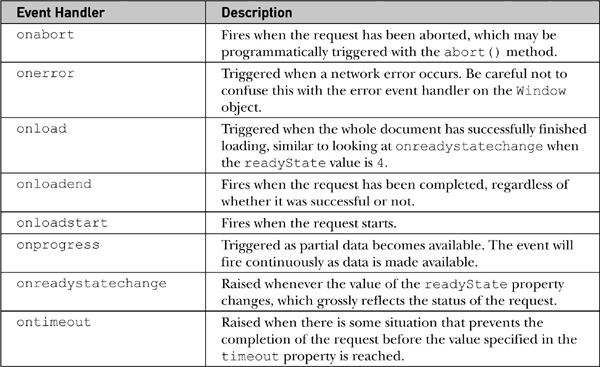 Event Handler Description
onabort Fires when the request has been aborted, which may be
programmatically triggered with the abort() method.
onerror Triggered when a network error occurs. Be careful not to
confuse this with the error event handler on the Window
object.
onload Triggered when the whole document has successfully finished
loading, similar to looking at onreadystatechange when
the readyState value is 4.
onloadend Fires when the request has been completed, regardless of
whether it was successful or not.
onloadstart Fires when the request starts.
onprogress Triggered as partial data becomes available. The event will
fire continuously as data is made available.
onreadystatechange Raised whenever the value of the readyState property
changes, which grossly reflects the status of the request.
ontimeout Raised when there is some situation that prevents the
completion of the request before the value specified in the
timeout property is reached.